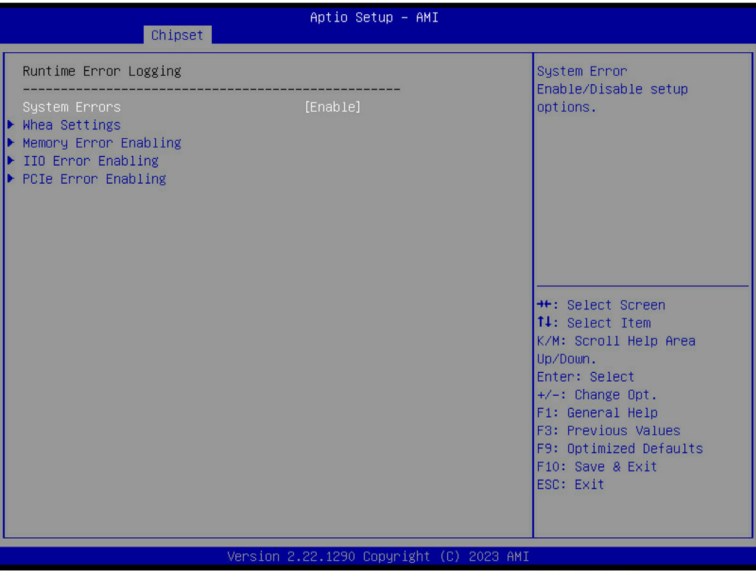 Aptio Setup – AMI
Chipset
Runtime Error Logging
--------------------------------------------------
System Errors [Enable]
▶ Whea Settings
▶ Memory Error Enabling
▶ IIO Error Enabling
▶ PCIe Error Enabling
System Error
Enable/Disable setup
options.
→←: Select Screen
↑↓: Select Item
K/M: Scroll Help Area
Up/Down.
Enter: Select
+/-: Change Opt.
F1: General Help
F3: Previous Values
F9: Optimized Defaults
F10: Save & Exit
ESC: Exit
Version 2.22.1290 Copyright (C) 2023 AMI